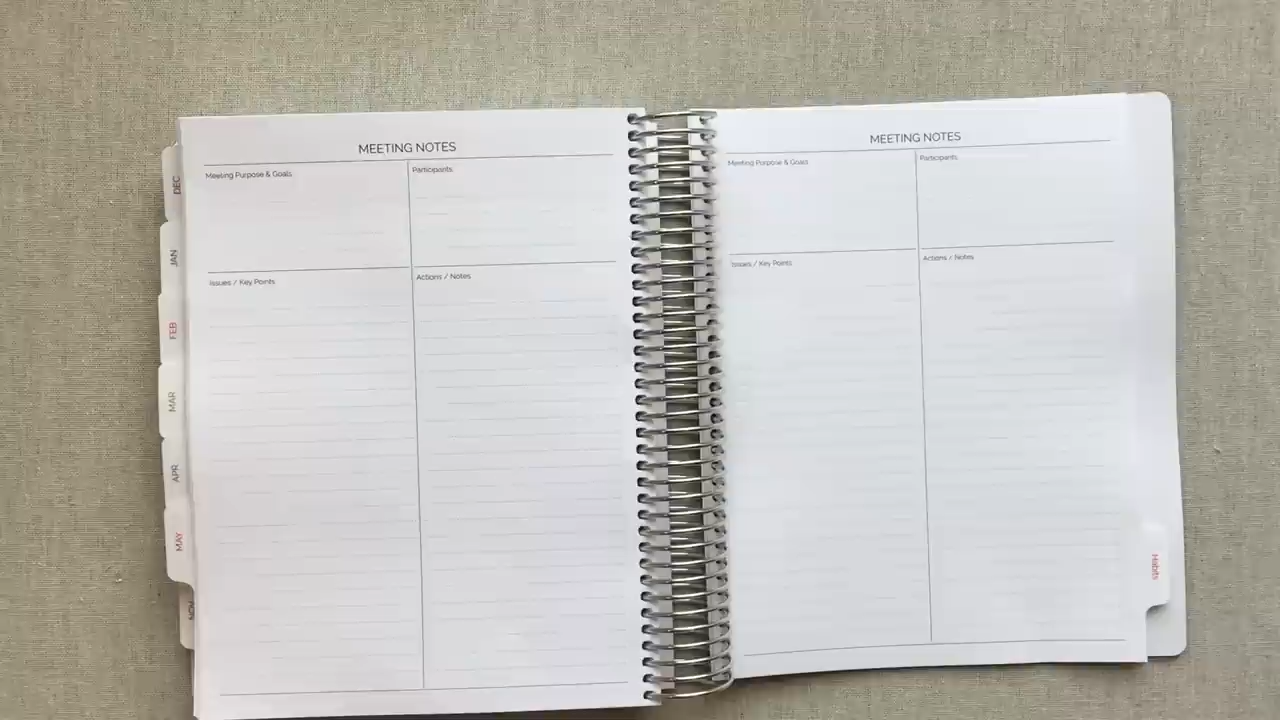 MEETING NOTES
Meeting Purpose & Goals
Participants
Issues / Key Points
Actions / Notes
DEC
JAN
FEB
MAR
APR
MAY
NOV
MEETING NOTES
Meeting Purpose & Goals
Participants
Issues / Key Points
Actions / Notes
Habits